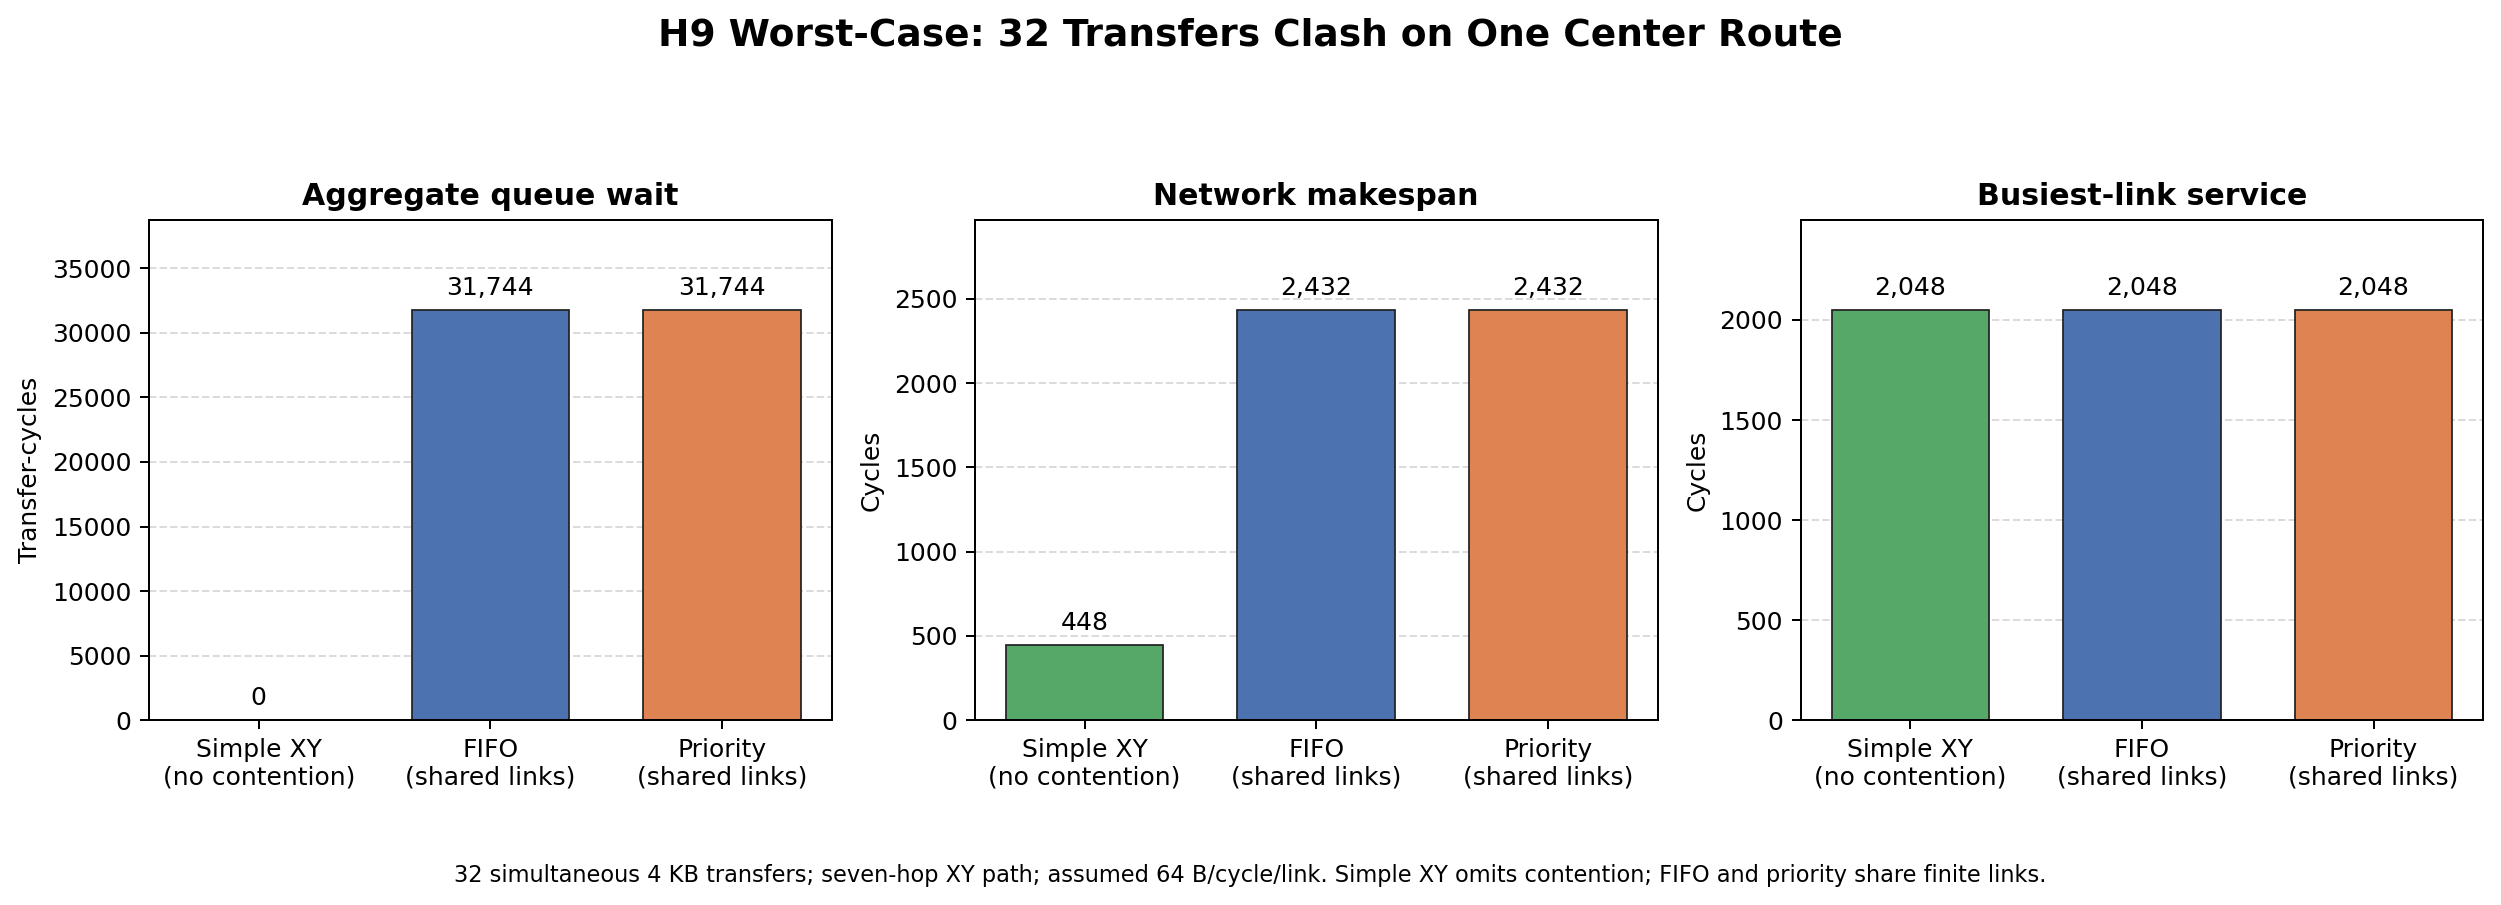 H9 Worst-Case: 32 Transfers Clash on One Center Route
Aggregate queue wait
Transfer-cycles
35000
30000
25000
20000
15000
10000
5000
0
0
31,744
31,744
Simple XY
(no contention)
FIFO
(shared links)
Priority
(shared links)
Network makespan
Cycles
2500
2000
1500
1000
500
0
448
2,432
2,432
Simple XY
(no contention)
FIFO
(shared links)
Priority
(shared links)
Busiest-link service
Cycles
2000
1500
1000
500
0
2,048
2,048
2,048
Simple XY
(no contention)
FIFO
(shared links)
Priority
(shared links)
32 simultaneous 4 KB transfers; seven-hop XY path; assumed 64 B/cycle/link. Simple XY omits contention; FIFO and priority share finite links.